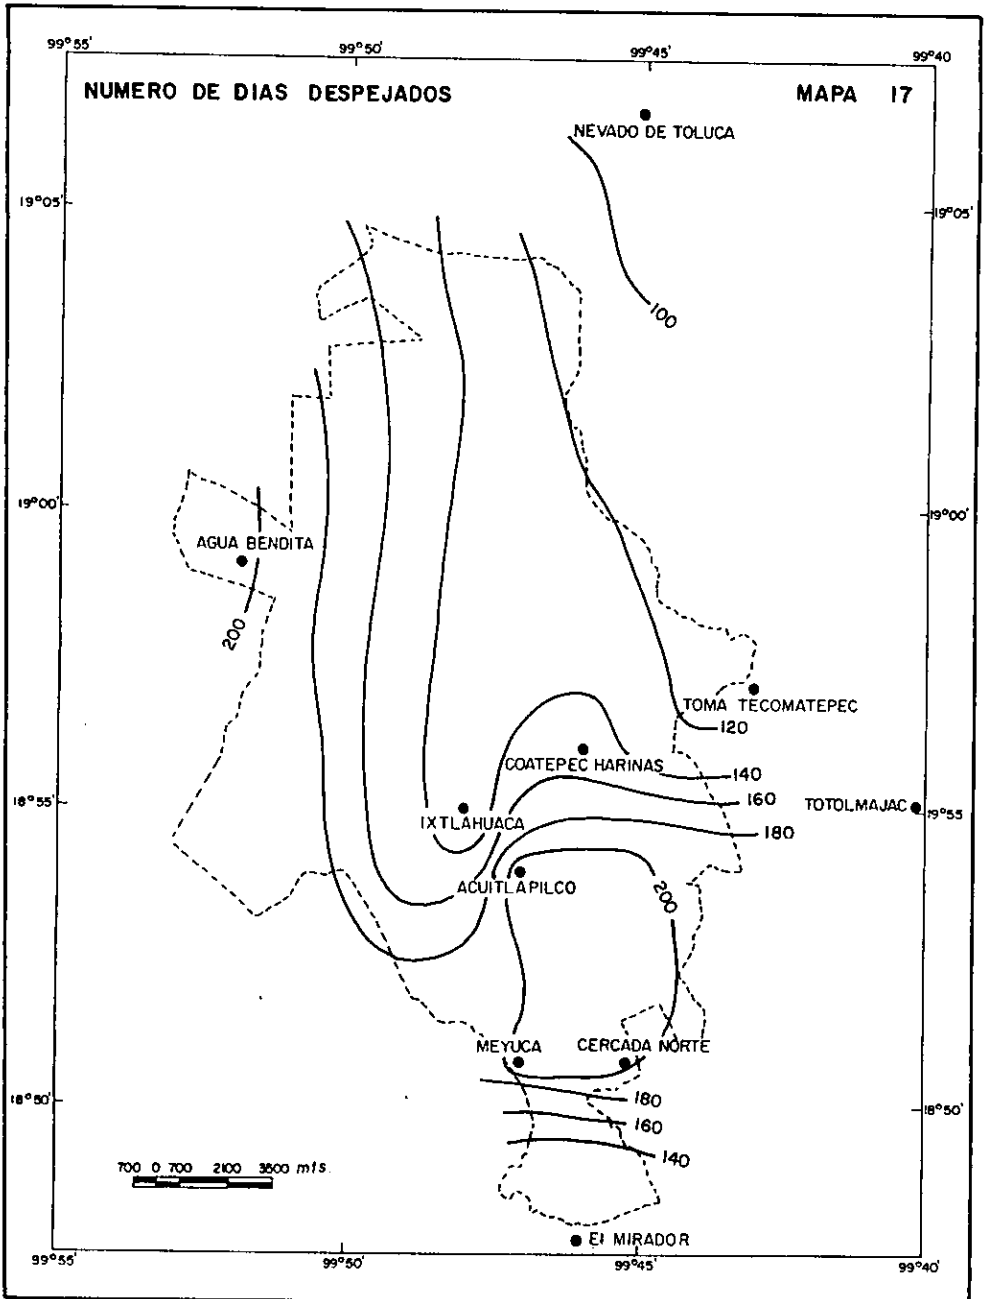 99°55' 99°50' 99°45' 99°40
NUMERO DE DIAS DESPEJADOS MAPA 17
NEVADO DE TOLUCA
19°05' 19°05'
100
19°00' 19°00'
AGUA BENDITA
200
TOMA TECOMATEPEC
120
COATEPEC HARINAS
140
160
18°55' TOTOLMAJAC 19°55'
IXTLAHUACA
180
ACUITLAPILCO
200
MEYUCA CERCADA NORTE
180
18°50' 18°50'
160
140
700 0 700 2100 3500 mts.
El MIRADOR
99°55' 99°50' 99°45' 99°40'